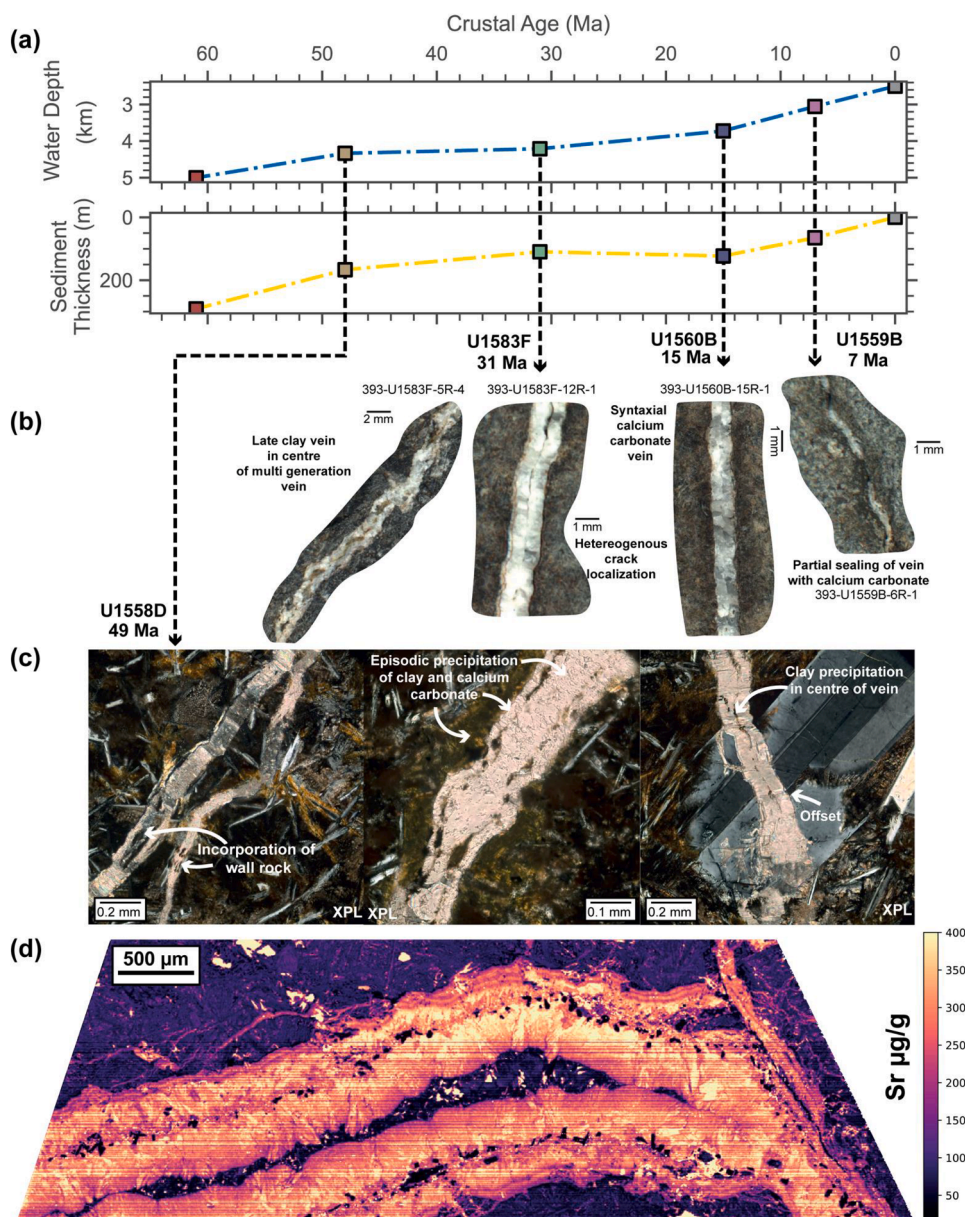 Crustal Age (Ma)
(a)
60 50 40 30 20 10 0
Water Depth
(km)
3
4
5
Sediment
Thickness (m)
0
200
U1583F
31 Ma
U1560B
15 Ma
U1559B
7 Ma
393-U1583F-5R-4
393-U1583F-12R-1
393-U1560B-15R-1
(b)
2 mm
Late clay vein
in centre
of multi generation
vein
1 mm
Hetereogenous
crack
localization
Syntaxial
calcium
carbonate
vein
1 mm
1 mm
Partial sealing of vein
with calcium carbonate
393-U1559B-6R-1
U1558D
49 Ma
(c)
Incorporation of
wall rock
0.2 mm
XPL
Episodic precipitation
of clay and calcium
carbonate
XPL
0.1 mm
Clay precipitation
in centre of vein
Offset
0.2 mm
XPL
(d)
500 μm
Sr μg/g
400
350
300
250
200
150
100
50